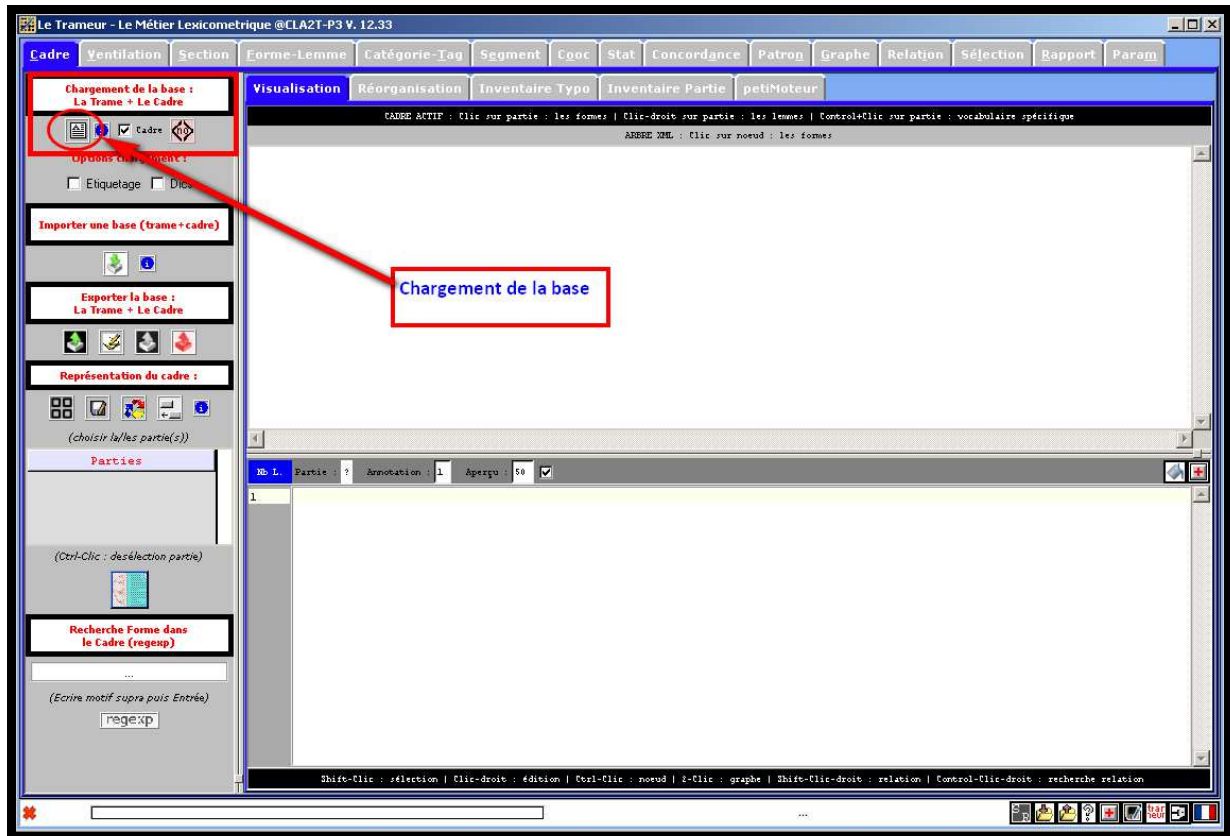 Le Trameur - Le Métier Lexicometrique @CLA2T-P3 V. 12.33
Cadre Ventilation Section Forme-Lemme Catégorie-Tag Segment Cooc Stat Concordance Patron Graphe Relation Sélection Rapport Param
Chargement de la base :
La Trame + Le Cadre
Cadre
Options chargement :
Etiquetage Dics
Importer une base (trame+cadre)
Exporter la base :
La Trame + Le Cadre
Représentation du cadre :
(choisir la/les partie(s))
Parties
(Ctrl-Clic : desélection partie)
Recherche Forme dans
le Cadre (regexp)
...
(Ecrire motif supra puis Entrée)
regexp
Visualisation Réorganisation Inventaire Typo Inventaire Partie petiMoteur
CADRE ACTIF : Clic sur partie : les formes | Clic-droit sur partie : les lemmes | Control+Clic sur partie : vocabulaire spécifique
ARBRE XML : Clic sur noeud : les formes
Chargement de la base
Nb L. Partie : ? Annotation : 1 Aperçu : 50
1
Shift-Clic : sélection | Clic-droit : édition | Ctrl-Clic : noeud | 2-Clic : graphe | Shift-Clic-droit : relation | Control-Clic-droit : recherche relation
...